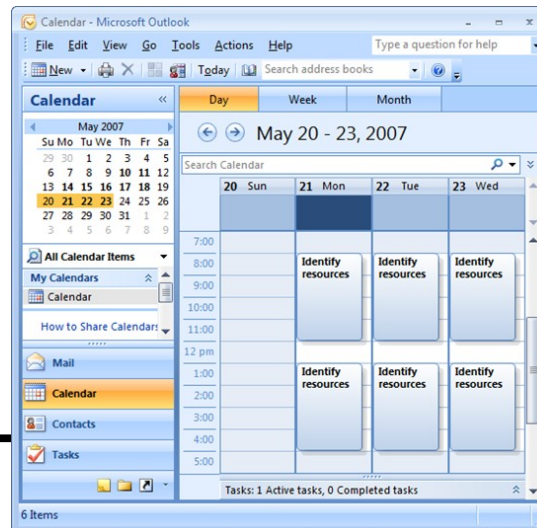 Calendar - Microsoft Outlook
File Edit View Go Tools Actions Help Type a question for help
New Today Search address books
Calendar «
Day Week Month
May 2007
Su Mo Tu We Th Fr Sa
29 30 1 2 3 4 5
6 7 8 9 10 11 12
13 14 15 16 17 18 19
20 21 22 23 24 25 26
27 28 29 30 31 1 2
3 4 5 6 7 8 9
All Calendar Items
My Calendars
Calendar
How to Share Calendars
Mail
Calendar
Contacts
Tasks
May 20 - 23, 2007
Search Calendar
20 Sun 21 Mon 22 Tue 23 Wed
7:00
8:00 Identify resources Identify resources Identify resources
9:00
10:00
11:00
12 pm
1:00 Identify resources Identify resources Identify resources
2:00
3:00
4:00
5:00
Tasks: 1 Active tasks, 0 Completed tasks
6 Items